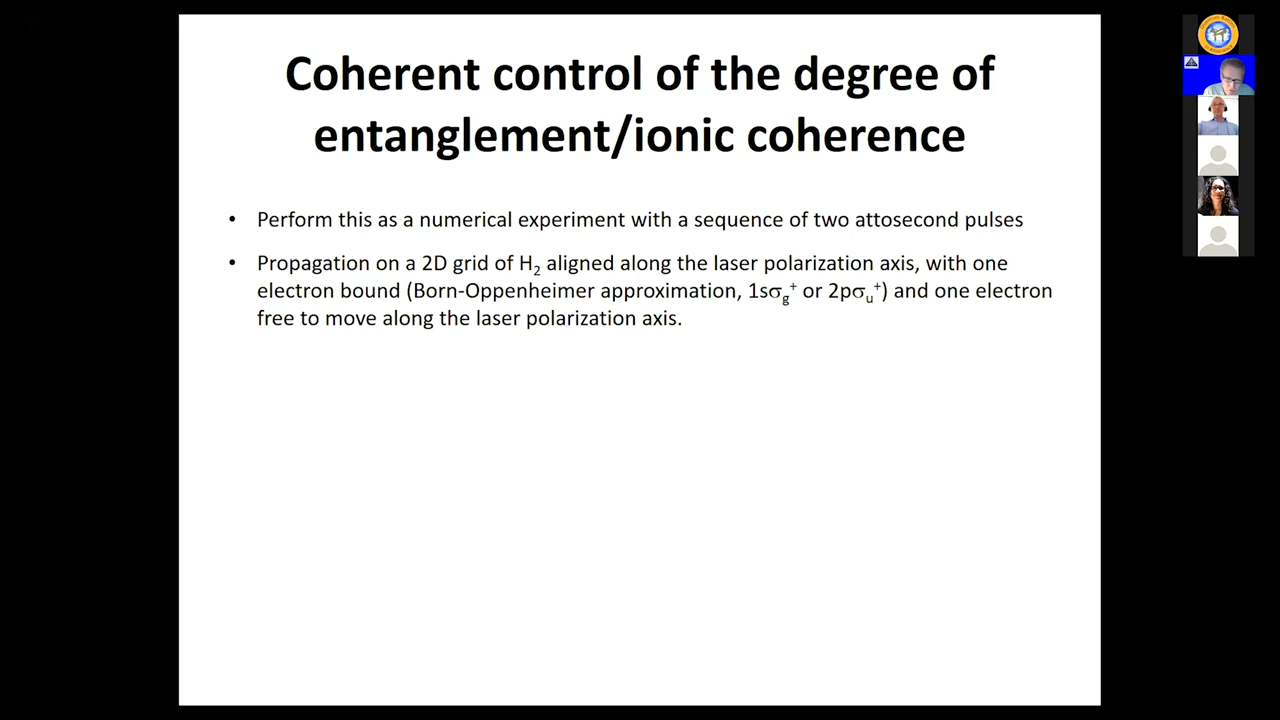 Coherent control of the degree of
entanglement/ionic coherence
• Perform this as a numerical experiment with a sequence of two attosecond pulses
• Propagation on a 2D grid of H₂ aligned along the laser polarization axis, with one
electron bound (Born-Oppenheimer approximation, 1sσg⁺ or 2pσu⁺) and one electron
free to move along the laser polarization axis.